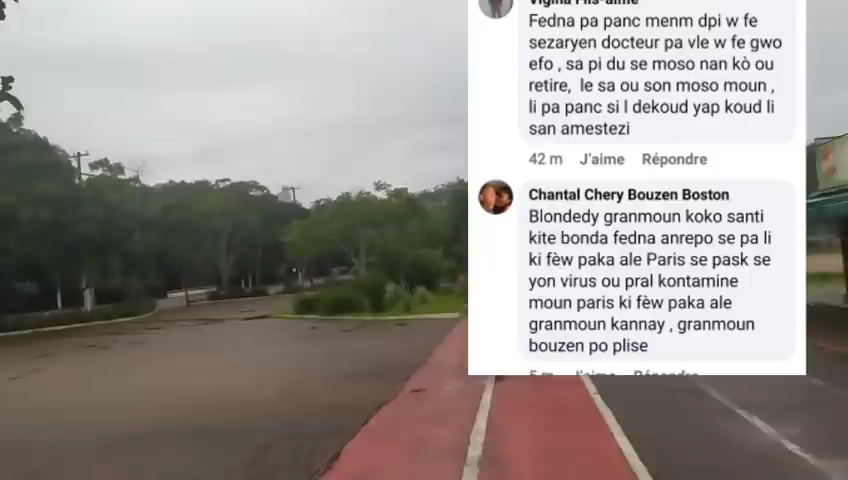 Fedna pa panc menm dpi w fe
sezaryen docteur pa vle w fe gwo
efo , sa pi du se moso nan kò ou
retire,  le sa ou son moso moun ,
li pa panc si l dekoud yap koud li
san amestezi
42 m J'aime Répondre
Chantal Chery Bouzen Boston
Blondedy granmoun koko santi
kite bonda fedna anrepo se pa li
ki fèw paka ale Paris se pask se
yon virus ou pral kontamine
moun paris ki fèw paka ale
granmoun kannay , granmoun
bouzen po plise